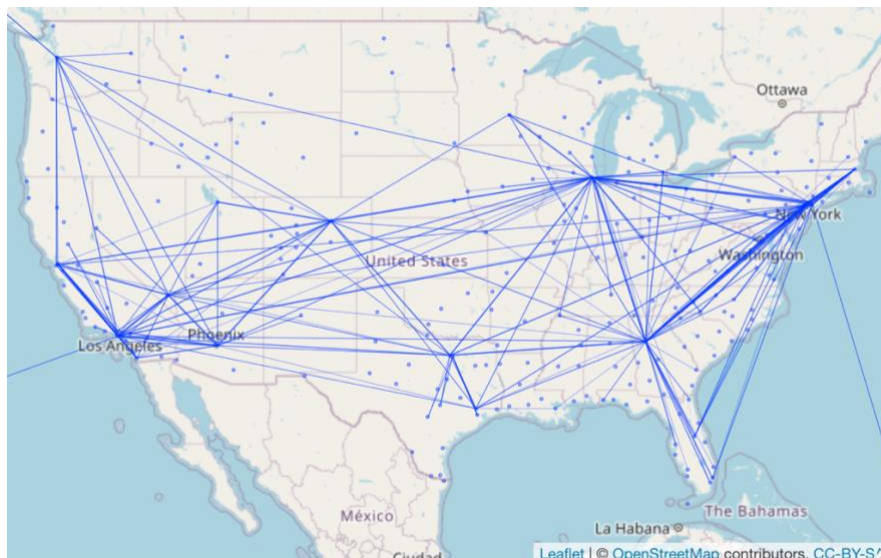 Ottawa
New York
United States
Washington
Phoenix
Los Angeles
México
The Bahamas
La Habana
Ciudad
Leaflet | © OpenStreetMap contributors, CC-BY-S